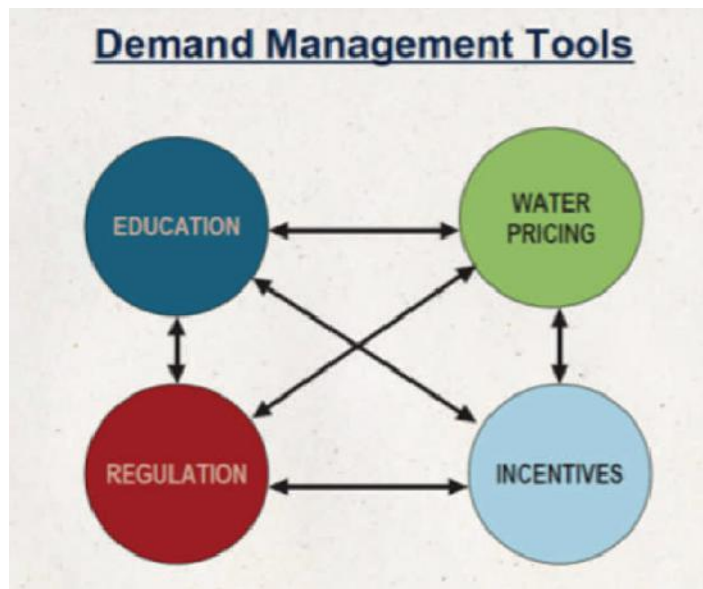 Demand Management Tools
EDUCATION
WATER
PRICING
REGULATION
INCENTIVES